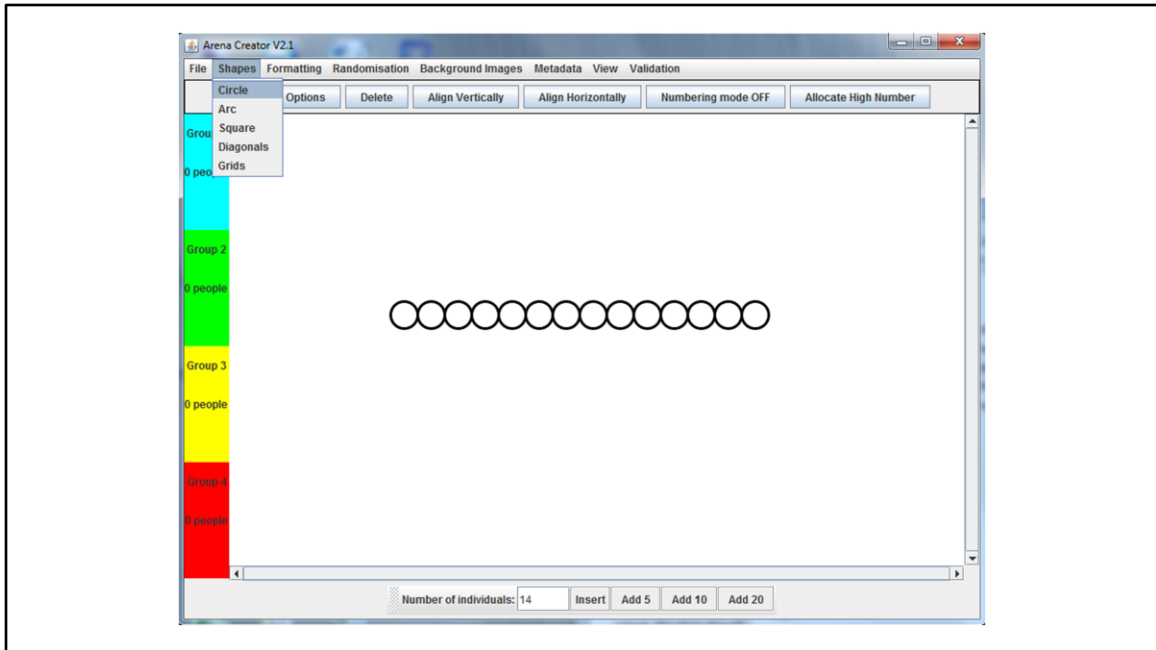 Arena Creator V2.1
File Shapes Formatting Randomisation Background Images Metadata View Validation
Circle
Arc
Square
Diagonals
Grids
Options Delete Align Vertically Align Horizontally Numbering mode OFF Allocate High Number
Group 2
0 people
Group 3
0 people
Group 4
0 people
Number of individuals: 14 Insert Add 5 Add 10 Add 20